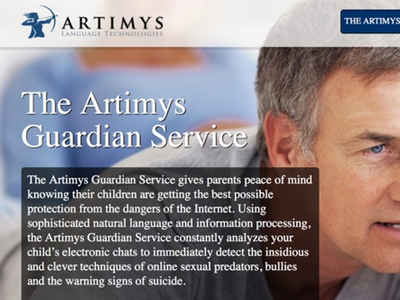 ARTIMYS
LANGUAGE TECHNOLOGIES
THE ARTIMYS
The Artimys
Guardian Service
The Artimys Guardian Service gives parents peace of mind
knowing their children are getting the best possible
protection from the dangers of the Internet. Using
sophisticated natural language and information processing,
the Artimys Guardian Service constantly analyzes your
child's electronic chats to immediately detect the insidious
and clever techniques of online sexual predators, bullies
and the warning signs of suicide.